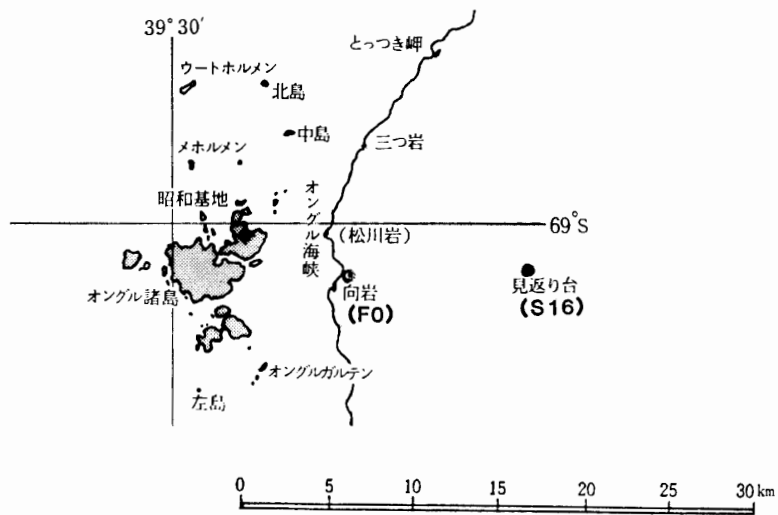 39°30′
とっつき岬
ウートホルメン
北島
中島
三つ岩
メホルメン
オングル海峡
昭和基地
69°S
(松川岩)
見返り台
(S16)
向岩
(F0)
オングル諸島
オングルガルテン
左島
0 5 10 15 20 25 30 km